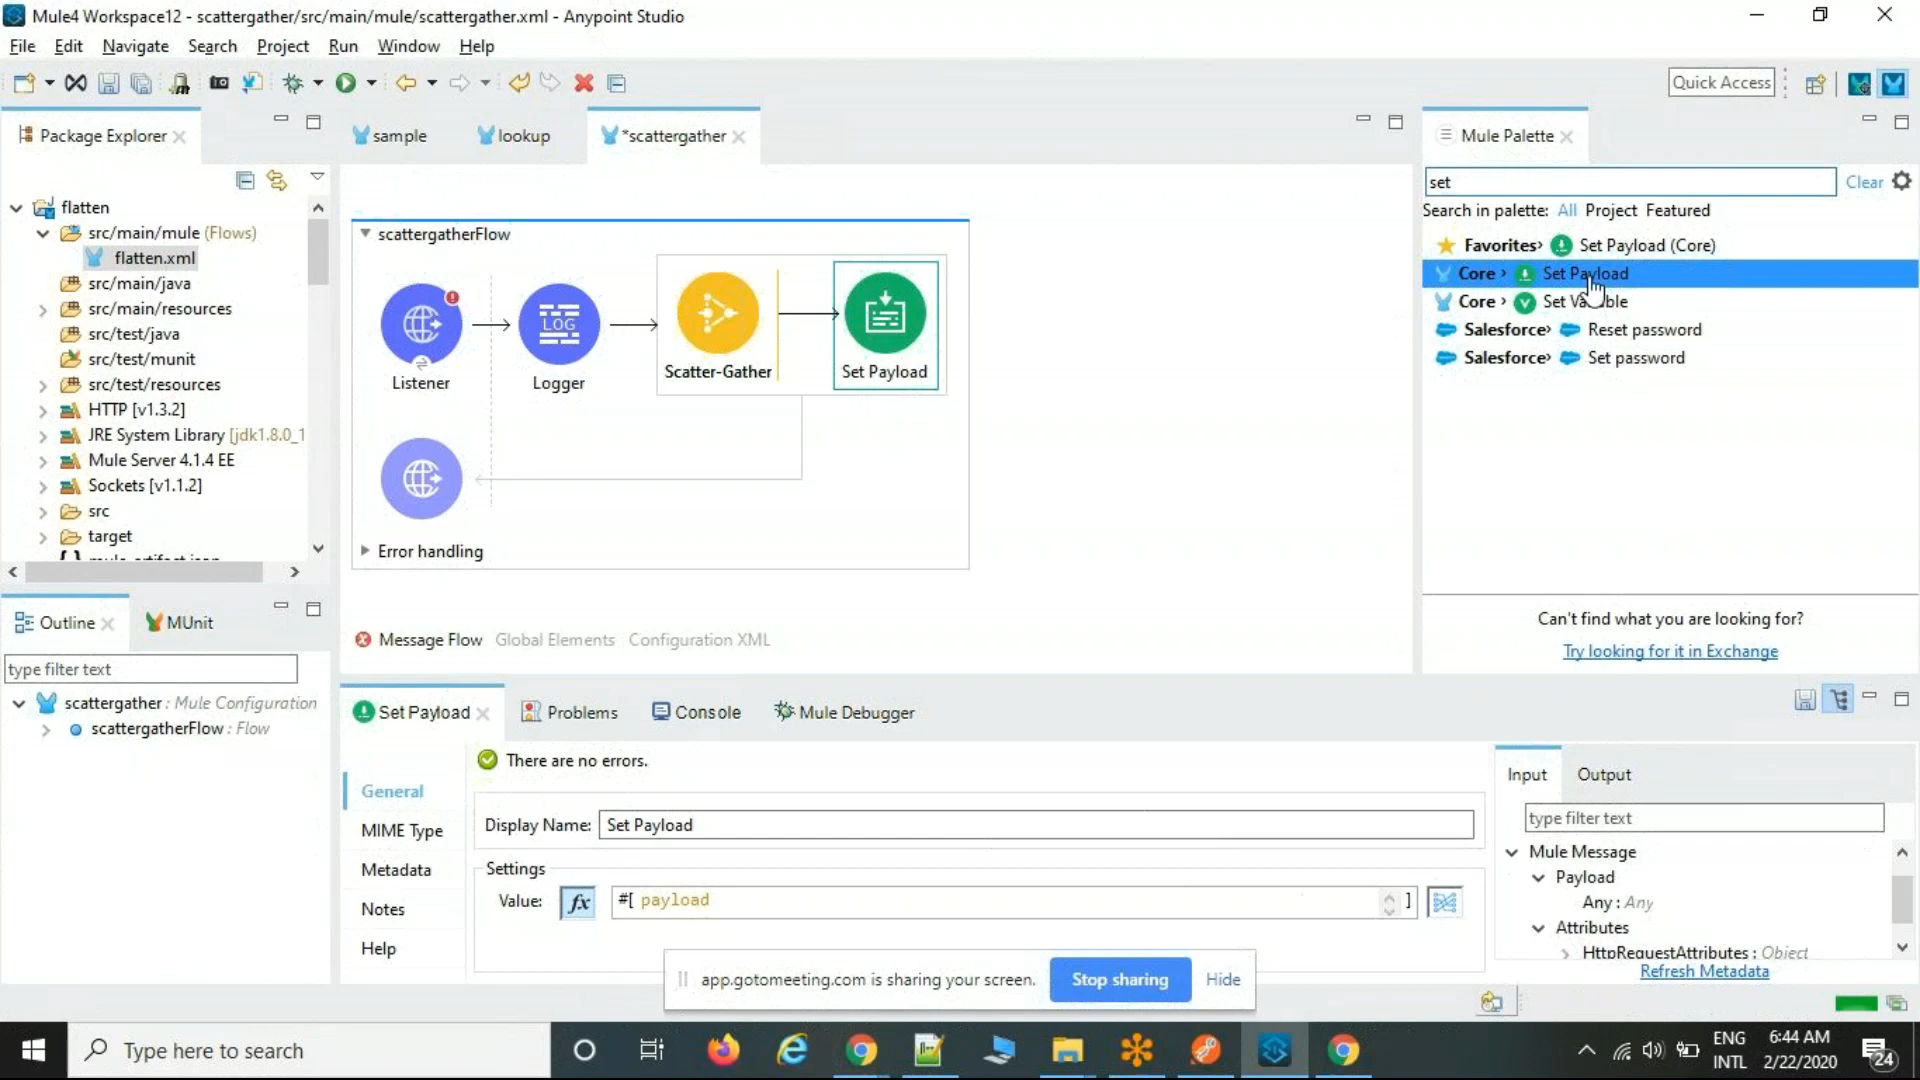 Mule4 Workspace12 - scattergather/src/main/mule/scattergather.xml - Anypoint Studio
File Edit Navigate Search Project Run Window Help
Quick Access
Package Explorer
sample
lookup
*scattergather
Mule Palette
set
Clear
Search in palette: All Project Featured
Favorites> Set Payload (Core)
Core > Set Payload
Core >
Salesforce> Reset password
Salesforce> Set password
Can't find what you are looking for?
Try looking for it in Exchange
flatten
src/main/mule (Flows)
flatten.xml
src/main/java
src/main/resources
src/test/java
src/test/munit
src/test/resources
HTTP [v1.3.2]
JRE System Library [jdk1.8.0_1
Mule Server 4.1.4 EE
Sockets [v1.1.2]
src
target
scattergatherFlow
LOG
Listener
Logger
Scatter-Gather
Set Payload
Error handling
Message Flow Global Elements Configuration XML
Outline
MUnit
type filter text
scattergather : Mule Configuration
scattergatherFlow : Flow
Set Payload
Problems
Console
Mule Debugger
There are no errors.
General
MIME Type
Metadata
Notes
Help
Display Name: Set Payload
Settings
Value: fx #[ payload ]
Input Output
type filter text
Mule Message
Payload
Any : Any
Attributes
HttpRequestAttributes : Object
Refresh Metadata
app.gotomeeting.com is sharing your screen. Stop sharing Hide
Type here to search
ENG
INTL
6:44 AM
2/22/2020
24